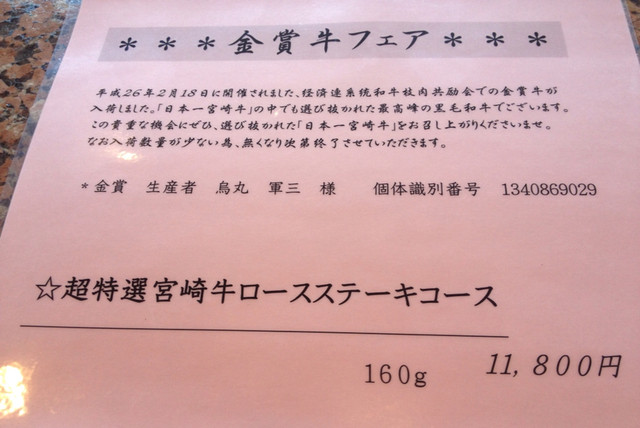 ＊＊＊金賞牛フェア＊＊＊
平成26年2月18日に開催されました、経済連系統和牛枝肉共励会での金賞牛が
入荷しました。「日本一宮崎牛」の中でも選び抜かれた最高峰の黒毛和牛でございます。
この貴重な機会にぜひ、選び抜かれた「日本一宮崎牛」をお召し上がりくださいませ。
なお入荷数量が少ない為、無くなり次第終了させていただきます。
＊金賞　生産者　烏丸　軍三　様　　個体識別番号　1340869029
☆超特選宮崎牛ロースステーキコース
160g　11,800円